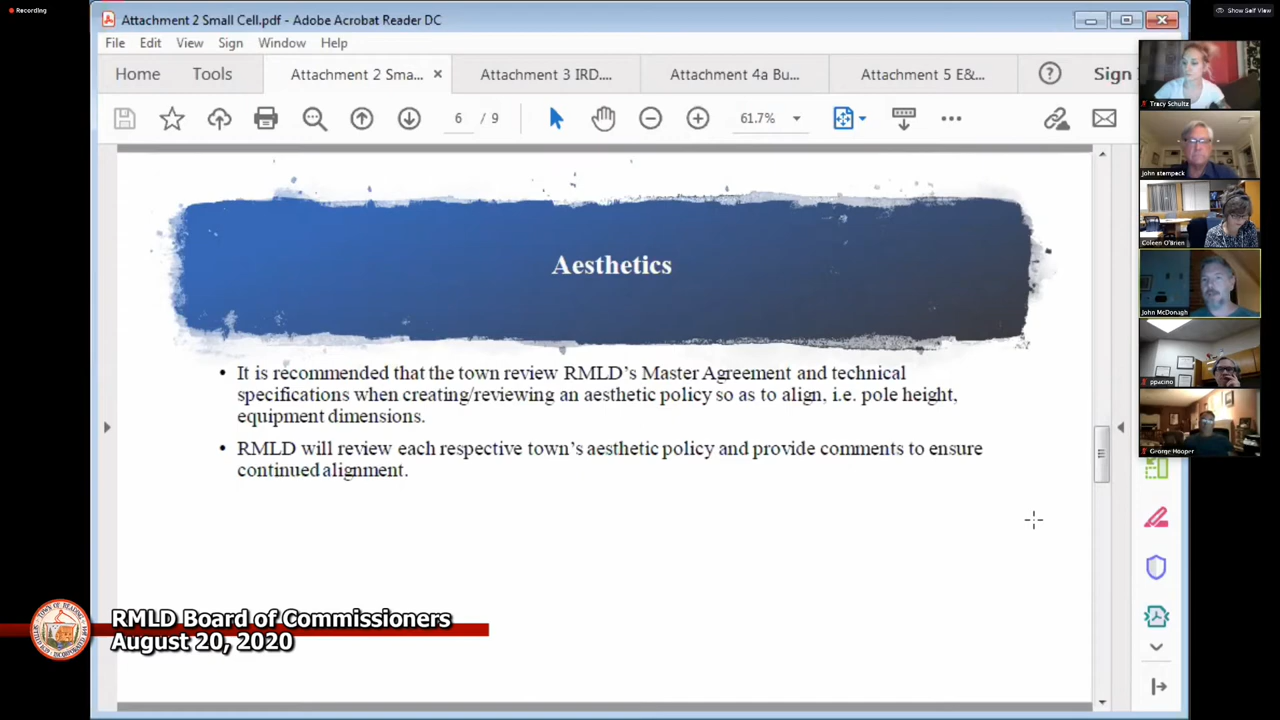 Recording
Show Self View
Attachment 2 Small Cell.pdf - Adobe Acrobat Reader DC
File Edit View Sign Window Help
Home Tools Attachment 2 Sma... × Attachment 3 IRD.... Attachment 4a Bu... Attachment 5 E&... Sign
6 / 9 61.7%
Aesthetics
• It is recommended that the town review RMLD's Master Agreement and technical
specifications when creating/reviewing an aesthetic policy so as to align, i.e. pole height,
equipment dimensions.
• RMLD will review each respective town's aesthetic policy and provide comments to ensure
continued alignment.
Tracy Schultz
John stempeck
Coleen O'Brien
John McDonagh
ppacino
George Hooper
RMLD Board of Commissioners
August 20, 2020